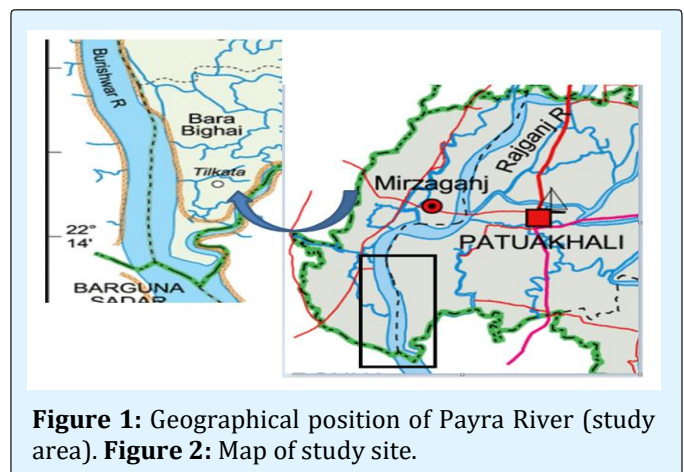 Burishwar R
Bara
Bighai
Tilkata
22°
14'
BARGUNA
SADAR
Rajganj R
Mirzaganj
PATUAKHALI
Figure 1: Geographical position of Payra River (study
area). Figure 2: Map of study site.